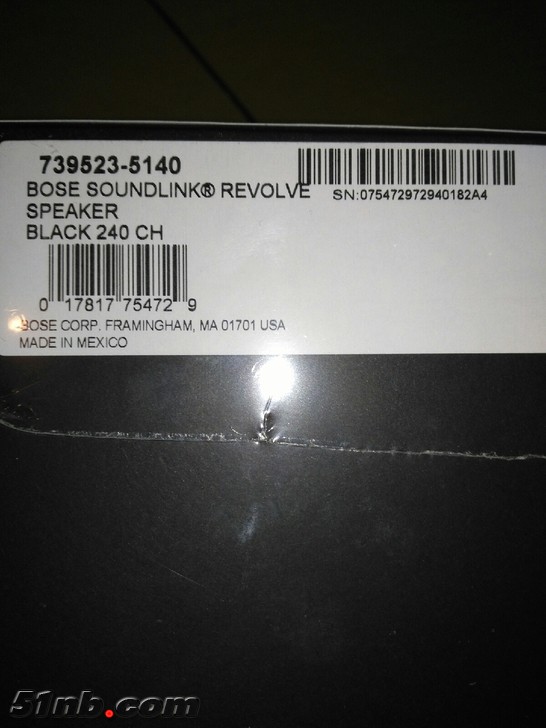 739523-5140
BOSE SOUNDLINK® REVOLVE
SPEAKER
BLACK 240 CH
SN:075472972940182A4
0 17817 75472 9
BOSE CORP. FRAMINGHAM, MA 01701 USA
MADE IN MEXICO
51nb.com